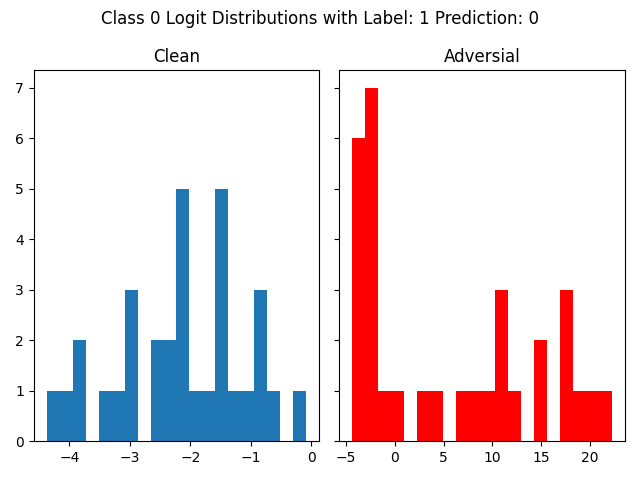 Class 0 Logit Distributions with Label: 1 Prediction: 0
Clean
Adversial
7
6
5
4
3
2
1
0
−4 −3 −2 −1 0
−5 0 5 10 15 20